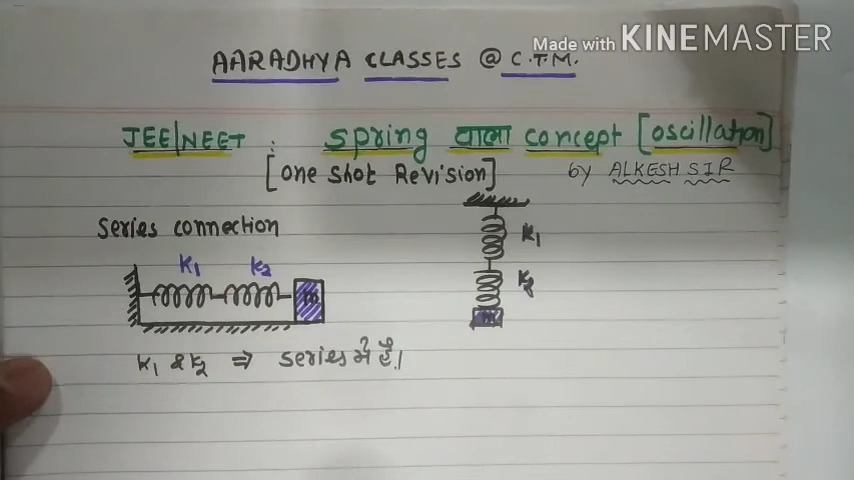 Made with KINEMASTER
AARADHYA CLASSES @ C.T.M.
JEE/NEET : spring वाला concept [oscillation]
[one shot Revision] by ALKESH SIR
Series connection
K1
K2
m
K1
K2
m
K1 & K2 ⇒ series में है।